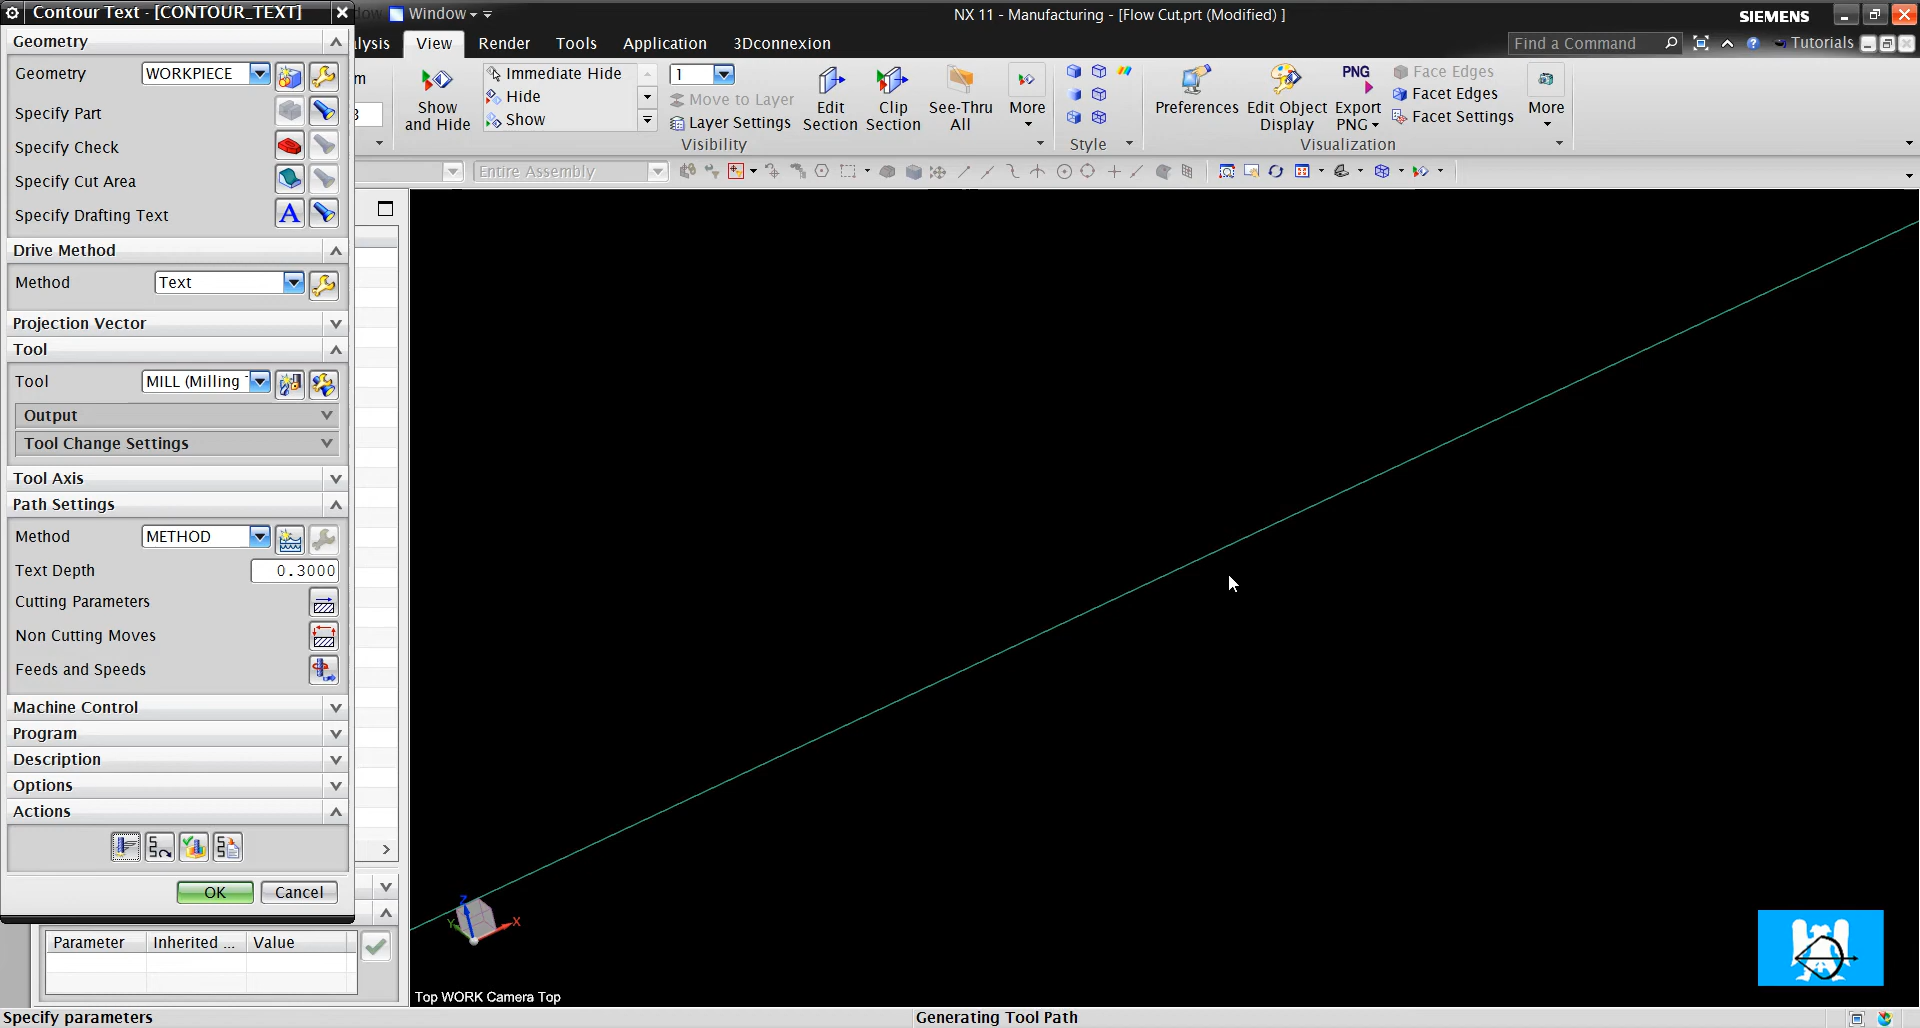 Contour Text - [CONTOUR_TEXT]
Window
NX 11 - Manufacturing - [Flow Cut.prt (Modified) ]
SIEMENS
Geometry
lysis
View
Render
Tools
Application
3Dconnexion
Find a Command
Tutorials
Geometry
WORKPIECE
Specify Part
Specify Check
Specify Cut Area
Specify Drafting Text
Show and Hide
Immediate Hide
Hide
Show
1
Move to Layer
Layer Settings
Visibility
Edit Section
Clip Section
See-Thru All
More
Style
Preferences
Edit Object Display
PNG
Export PNG
Face Edges
Facet Edges
Facet Settings
More
Visualization
Entire Assembly
Drive Method
Method
Text
Projection Vector
Tool
Tool
MILL (Milling
Output
Tool Change Settings
Tool Axis
Path Settings
Method
METHOD
Text Depth
0.3000
Cutting Parameters
Non Cutting Moves
Feeds and Speeds
Machine Control
Program
Description
Options
Actions
OK
Cancel
Parameter
Inherited ...
Value
Z
Y
X
Top WORK Camera Top
Specify parameters
Generating Tool Path